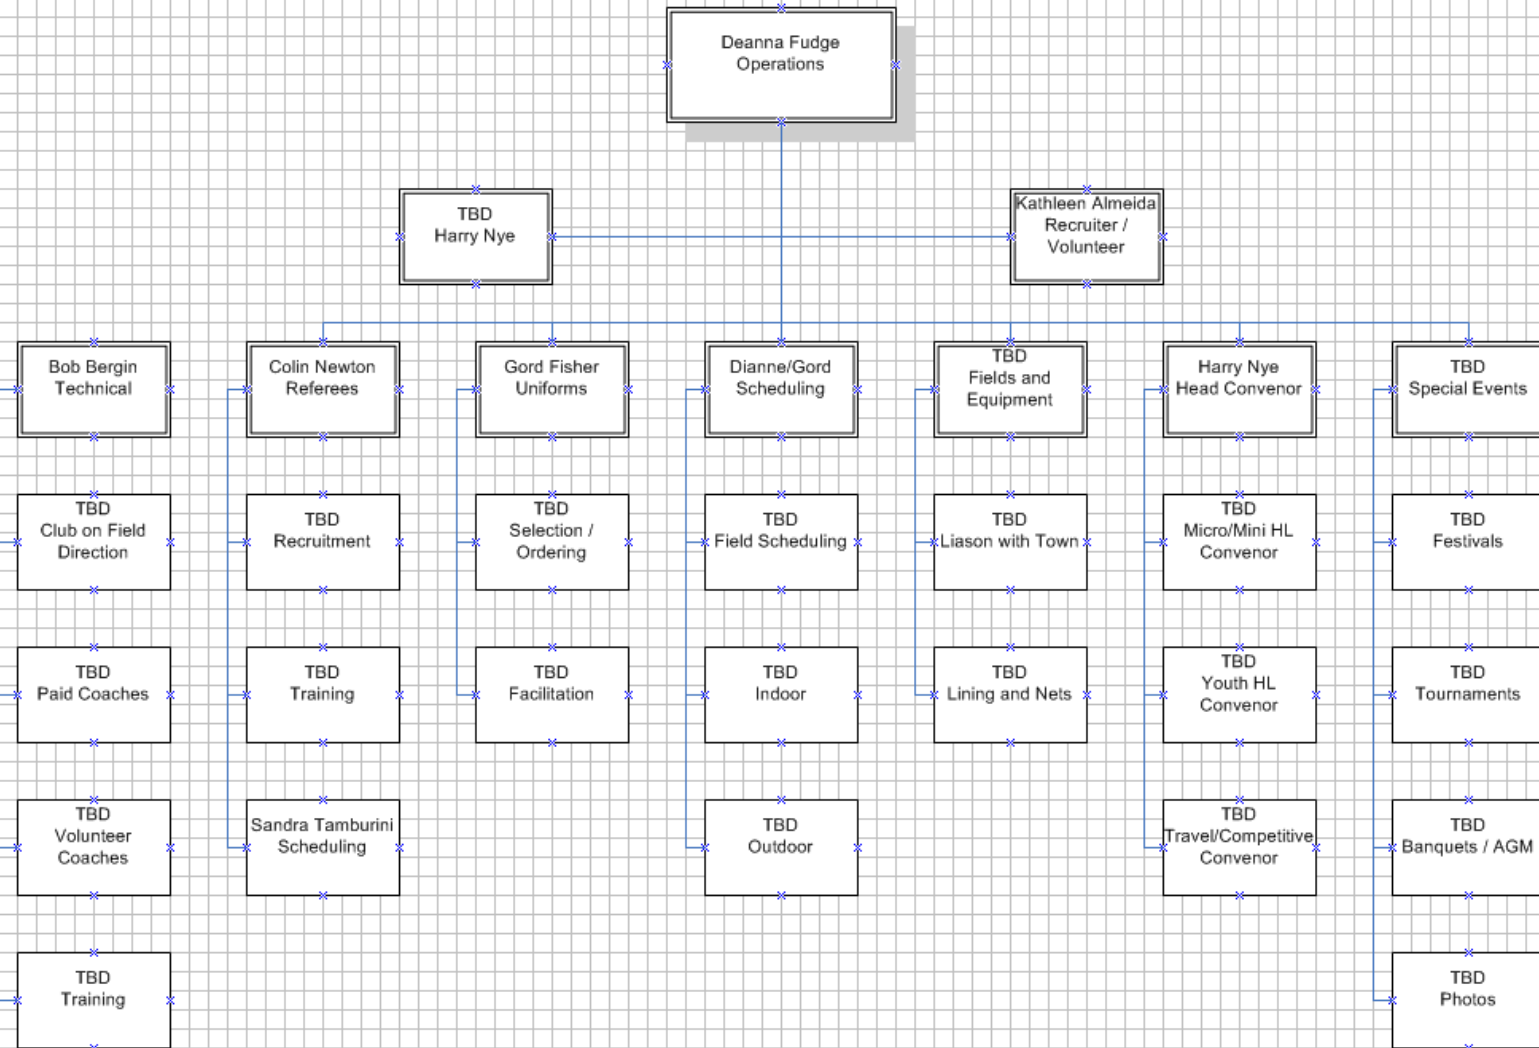 Deanna Fudge
Operations
TBD
Harry Nye
Kathleen Almeida
Recruiter /
Volunteer
Bob Bergin
Technical
Colin Newton
Referees
Gord Fisher
Uniforms
Dianne/Gord
Scheduling
TBD
Fields and
Equipment
Harry Nye
Head Convenor
TBD
Special Events
TBD
Club on Field
Direction
TBD
Recruitment
TBD
Selection /
Ordering
TBD
Field Scheduling
TBD
Liason with Town
TBD
Micro/Mini HL
Convenor
TBD
Festivals
TBD
Paid Coaches
TBD
Training
TBD
Facilitation
TBD
Indoor
TBD
Lining and Nets
TBD
Youth HL
Convenor
TBD
Tournaments
TBD
Volunteer
Coaches
Sandra Tamburini
Scheduling
TBD
Outdoor
TBD
Travel/Competitive
Convenor
TBD
Banquets / AGM
TBD
Training
TBD
Photos